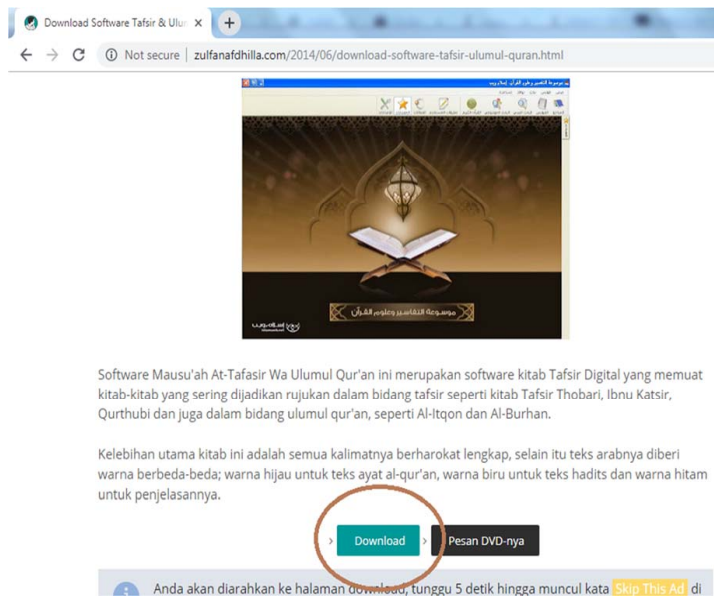 Download Software Tafsir & Ulur
Not secure | zulfanafdhilla.com/2014/06/download-software-tafsir-ulumul-quran.html
موسوعة التفاسير وعلوم القرآن
Software Mausu'ah At-Tafasir Wa Ulumul Qur'an ini merupakan software kitab Tafsir Digital yang memuat
kitab-kitab yang sering dijadikan rujukan dalam bidang tafsir seperti kitab Tafsir Thobari, Ibnu Katsir,
Qurthubi dan juga dalam bidang ulumul qur'an, seperti Al-Itqon dan Al-Burhan.
Kelebihan utama kitab ini adalah semua kalimatnya berharokat lengkap, selain itu teks arabnya diberi
warna berbeda-beda; warna hijau untuk teks ayat al-qur'an, warna biru untuk teks hadits dan warna hitam
untuk penjelasannya.
Download
Pesan DVD-nya
Anda akan diarahkan ke halaman download, tunggu 5 detik hingga muncul kata Skip This Ad di